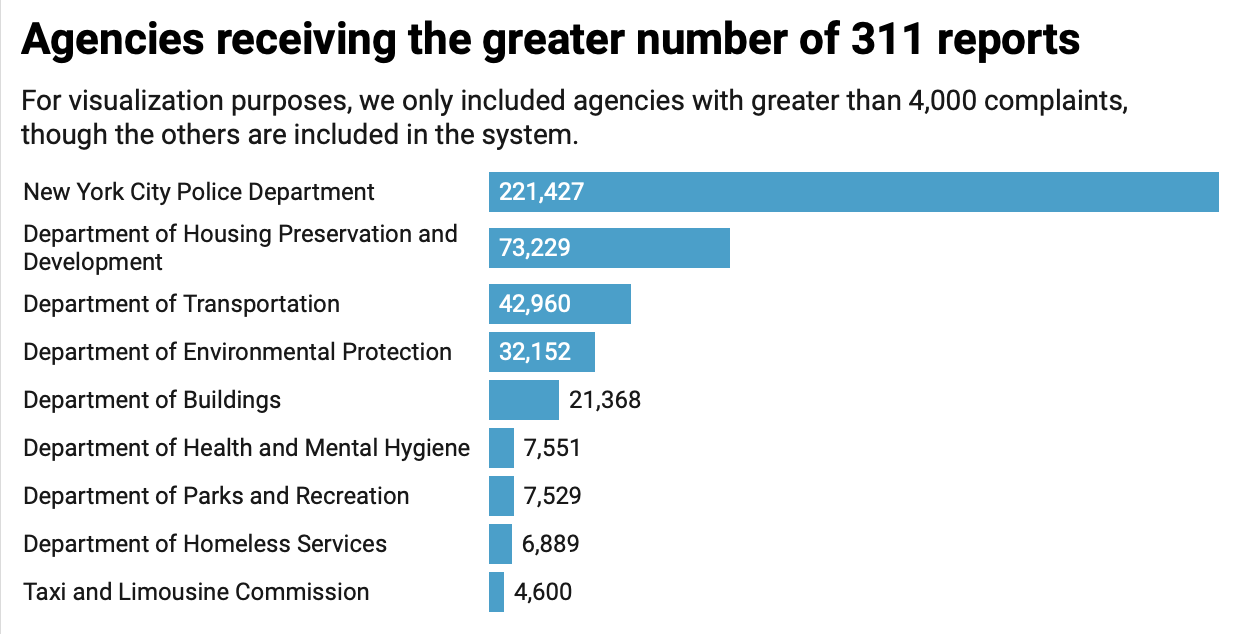 Agencies receiving the greater number of 311 reports
For visualization purposes, we only included agencies with greater than 4,000 complaints,
though the others are included in the system.
New York City Police Department 221,427
Department of Housing Preservation and
Development 73,229
Department of Transportation 42,960
Department of Environmental Protection 32,152
Department of Buildings 21,368
Department of Health and Mental Hygiene 7,551
Department of Parks and Recreation 7,529
Department of Homeless Services 6,889
Taxi and Limousine Commission 4,600